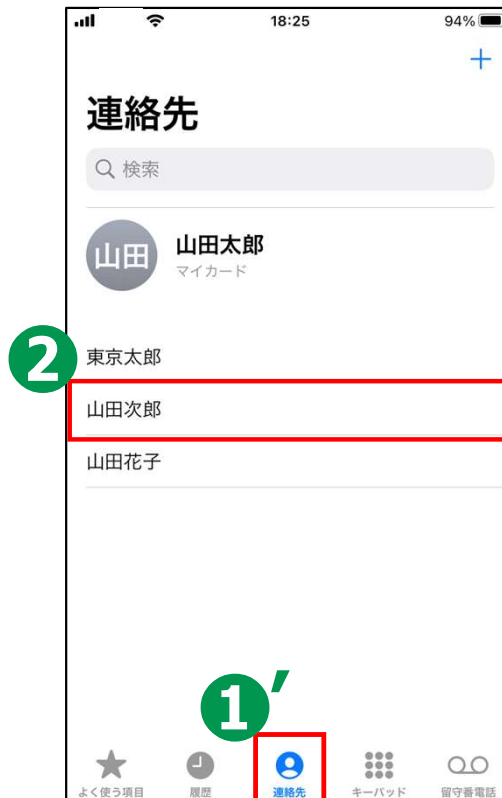 18:25 94%
+
連絡先
検索
山田 山田太郎
マイカード
2
東京太郎
山田次郎
山田花子
1′
よく使う項目 履歴 連絡先 キーパッド 留守番電話